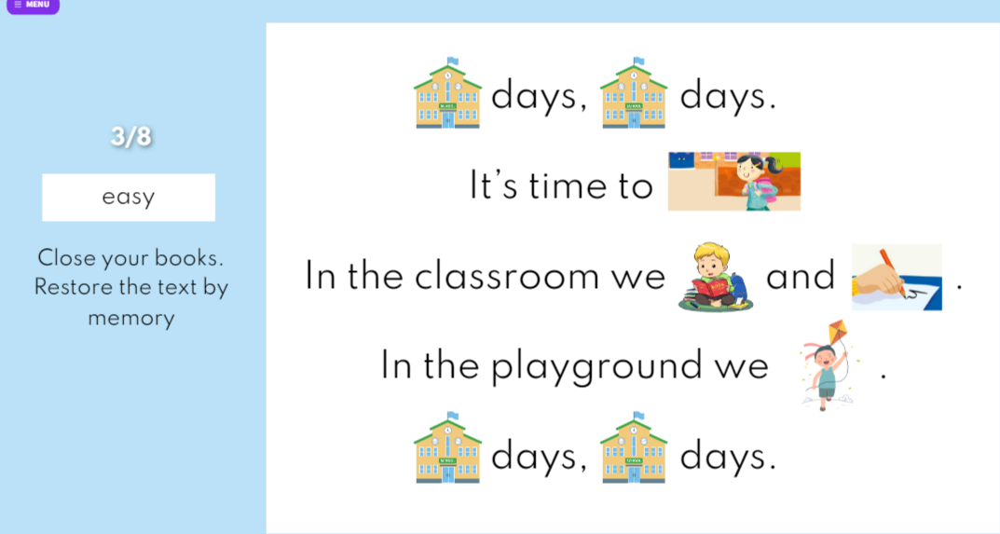 MENU
3/8
easy
Close your books.
Restore the text by
memory
days, days.
It's time to
In the classroom we and .
In the playground we .
days, days.